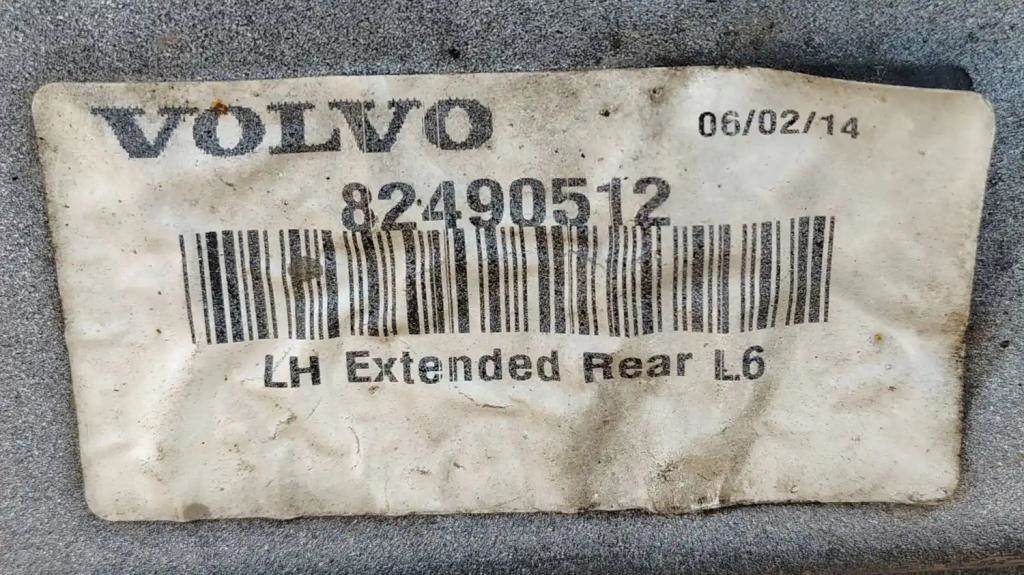 VOLVO 06/02/14
82490512
LH Extended Rear L6